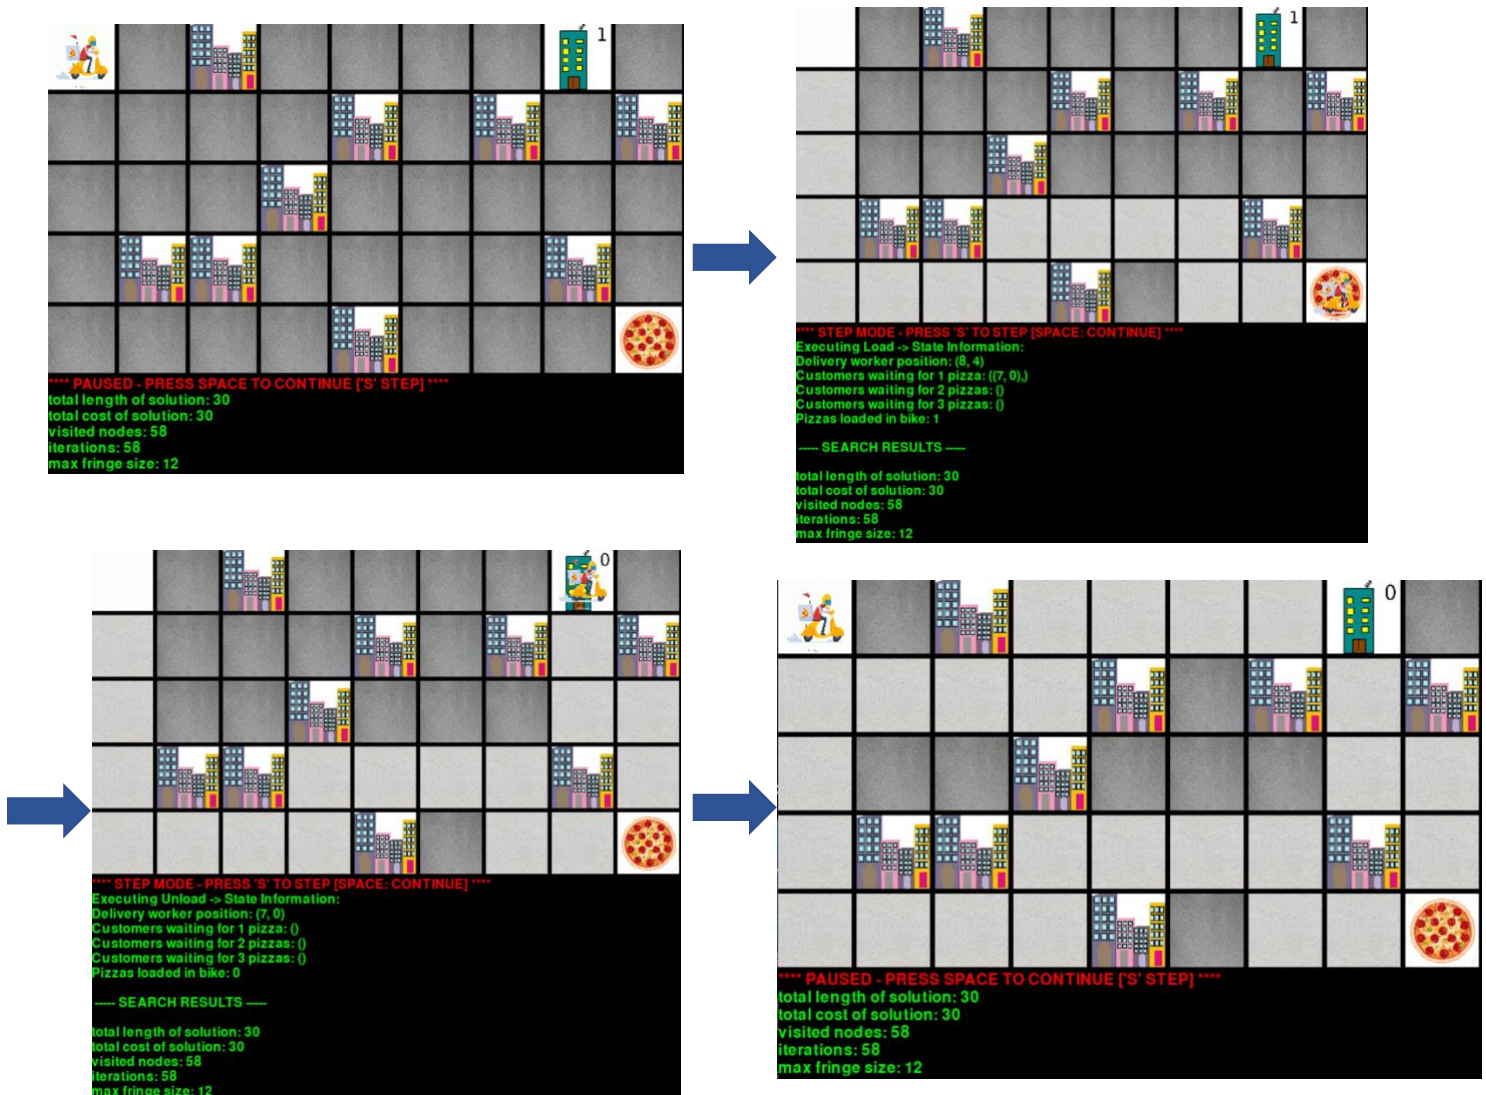 1
**** PAUSED - PRESS SPACE TO CONTINUE ['S' STEP] ****
total length of solution: 30
total cost of solution: 30
visited nodes: 58
iterations: 58
max fringe size: 12
1
**** STEP MODE - PRESS 'S' TO STEP [SPACE: CONTINUE] ****
Executing Load -> State Information:
Delivery worker position: (8, 4)
Customers waiting for 1 pizza: ((7, 0),)
Customers waiting for 2 pizzas: ()
Customers waiting for 3 pizzas: ()
Pizzas loaded in bike: 1
----- SEARCH RESULTS -----
total length of solution: 30
total cost of solution: 30
visited nodes: 58
iterations: 58
max fringe size: 12
0
**** STEP MODE - PRESS 'S' TO STEP [SPACE: CONTINUE] ****
Executing Unload -> State Information:
Delivery worker position: (7, 0)
Customers waiting for 1 pizza: ()
Customers waiting for 2 pizzas: ()
Customers waiting for 3 pizzas: ()
Pizzas loaded in bike: 0
----- SEARCH RESULTS -----
total length of solution: 30
total cost of solution: 30
visited nodes: 58
iterations: 58
max fringe size: 12
0
**** PAUSED - PRESS SPACE TO CONTINUE ['S' STEP] ****
total length of solution: 30
total cost of solution: 30
visited nodes: 58
iterations: 58
max fringe size: 12